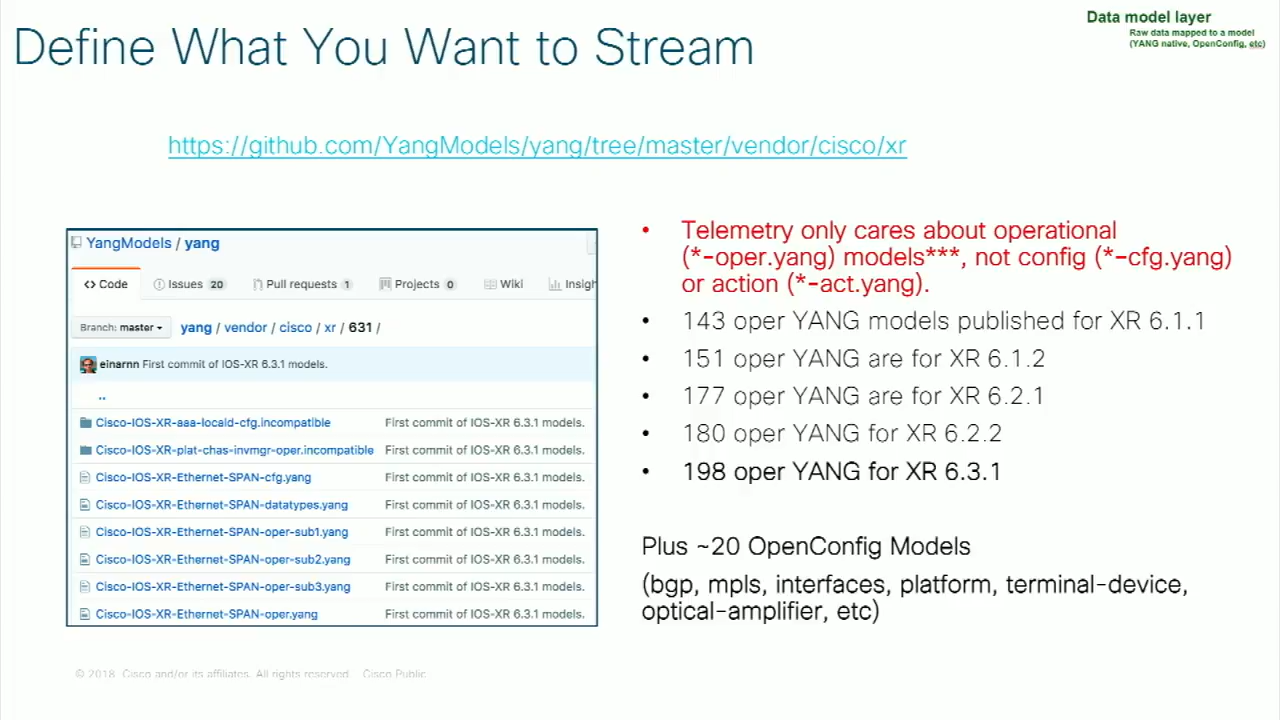 Data model layer
Raw data mapped to a model
(YANG native, OpenConfig, etc)
Define What You Want to Stream
https://github.com/YangModels/yang/tree/master/vendor/cisco/xr
YangModels / yang
<> Code Issues 20 Pull requests 1 Projects 0 Wiki Insigh
Branch: master yang / vendor / cisco / xr / 631 /
einarnn First commit of IOS-XR 6.3.1 models.
..
Cisco-IOS-XR-aaa-locald-cfg.incompatible First commit of IOS-XR 6.3.1 models.
Cisco-IOS-XR-plat-chas-invmgr-oper.incompatible First commit of IOS-XR 6.3.1 models.
Cisco-IOS-XR-Ethernet-SPAN-cfg.yang First commit of IOS-XR 6.3.1 models.
Cisco-IOS-XR-Ethernet-SPAN-datatypes.yang First commit of IOS-XR 6.3.1 models.
Cisco-IOS-XR-Ethernet-SPAN-oper-sub1.yang First commit of IOS-XR 6.3.1 models.
Cisco-IOS-XR-Ethernet-SPAN-oper-sub2.yang First commit of IOS-XR 6.3.1 models.
Cisco-IOS-XR-Ethernet-SPAN-oper-sub3.yang First commit of IOS-XR 6.3.1 models.
Cisco-IOS-XR-Ethernet-SPAN-oper.yang First commit of IOS-XR 6.3.1 models.
• Telemetry only cares about operational
(*-oper.yang) models***, not config (*-cfg.yang)
or action (*-act.yang).
• 143 oper YANG models published for XR 6.1.1
• 151 oper YANG are for XR 6.1.2
• 177 oper YANG are for XR 6.2.1
• 180 oper YANG for XR 6.2.2
• 198 oper YANG for XR 6.3.1
Plus ~20 OpenConfig Models
(bgp, mpls, interfaces, platform, terminal-device,
optical-amplifier, etc)
© 2018 Cisco and/or its affiliates. All rights reserved. Cisco Public